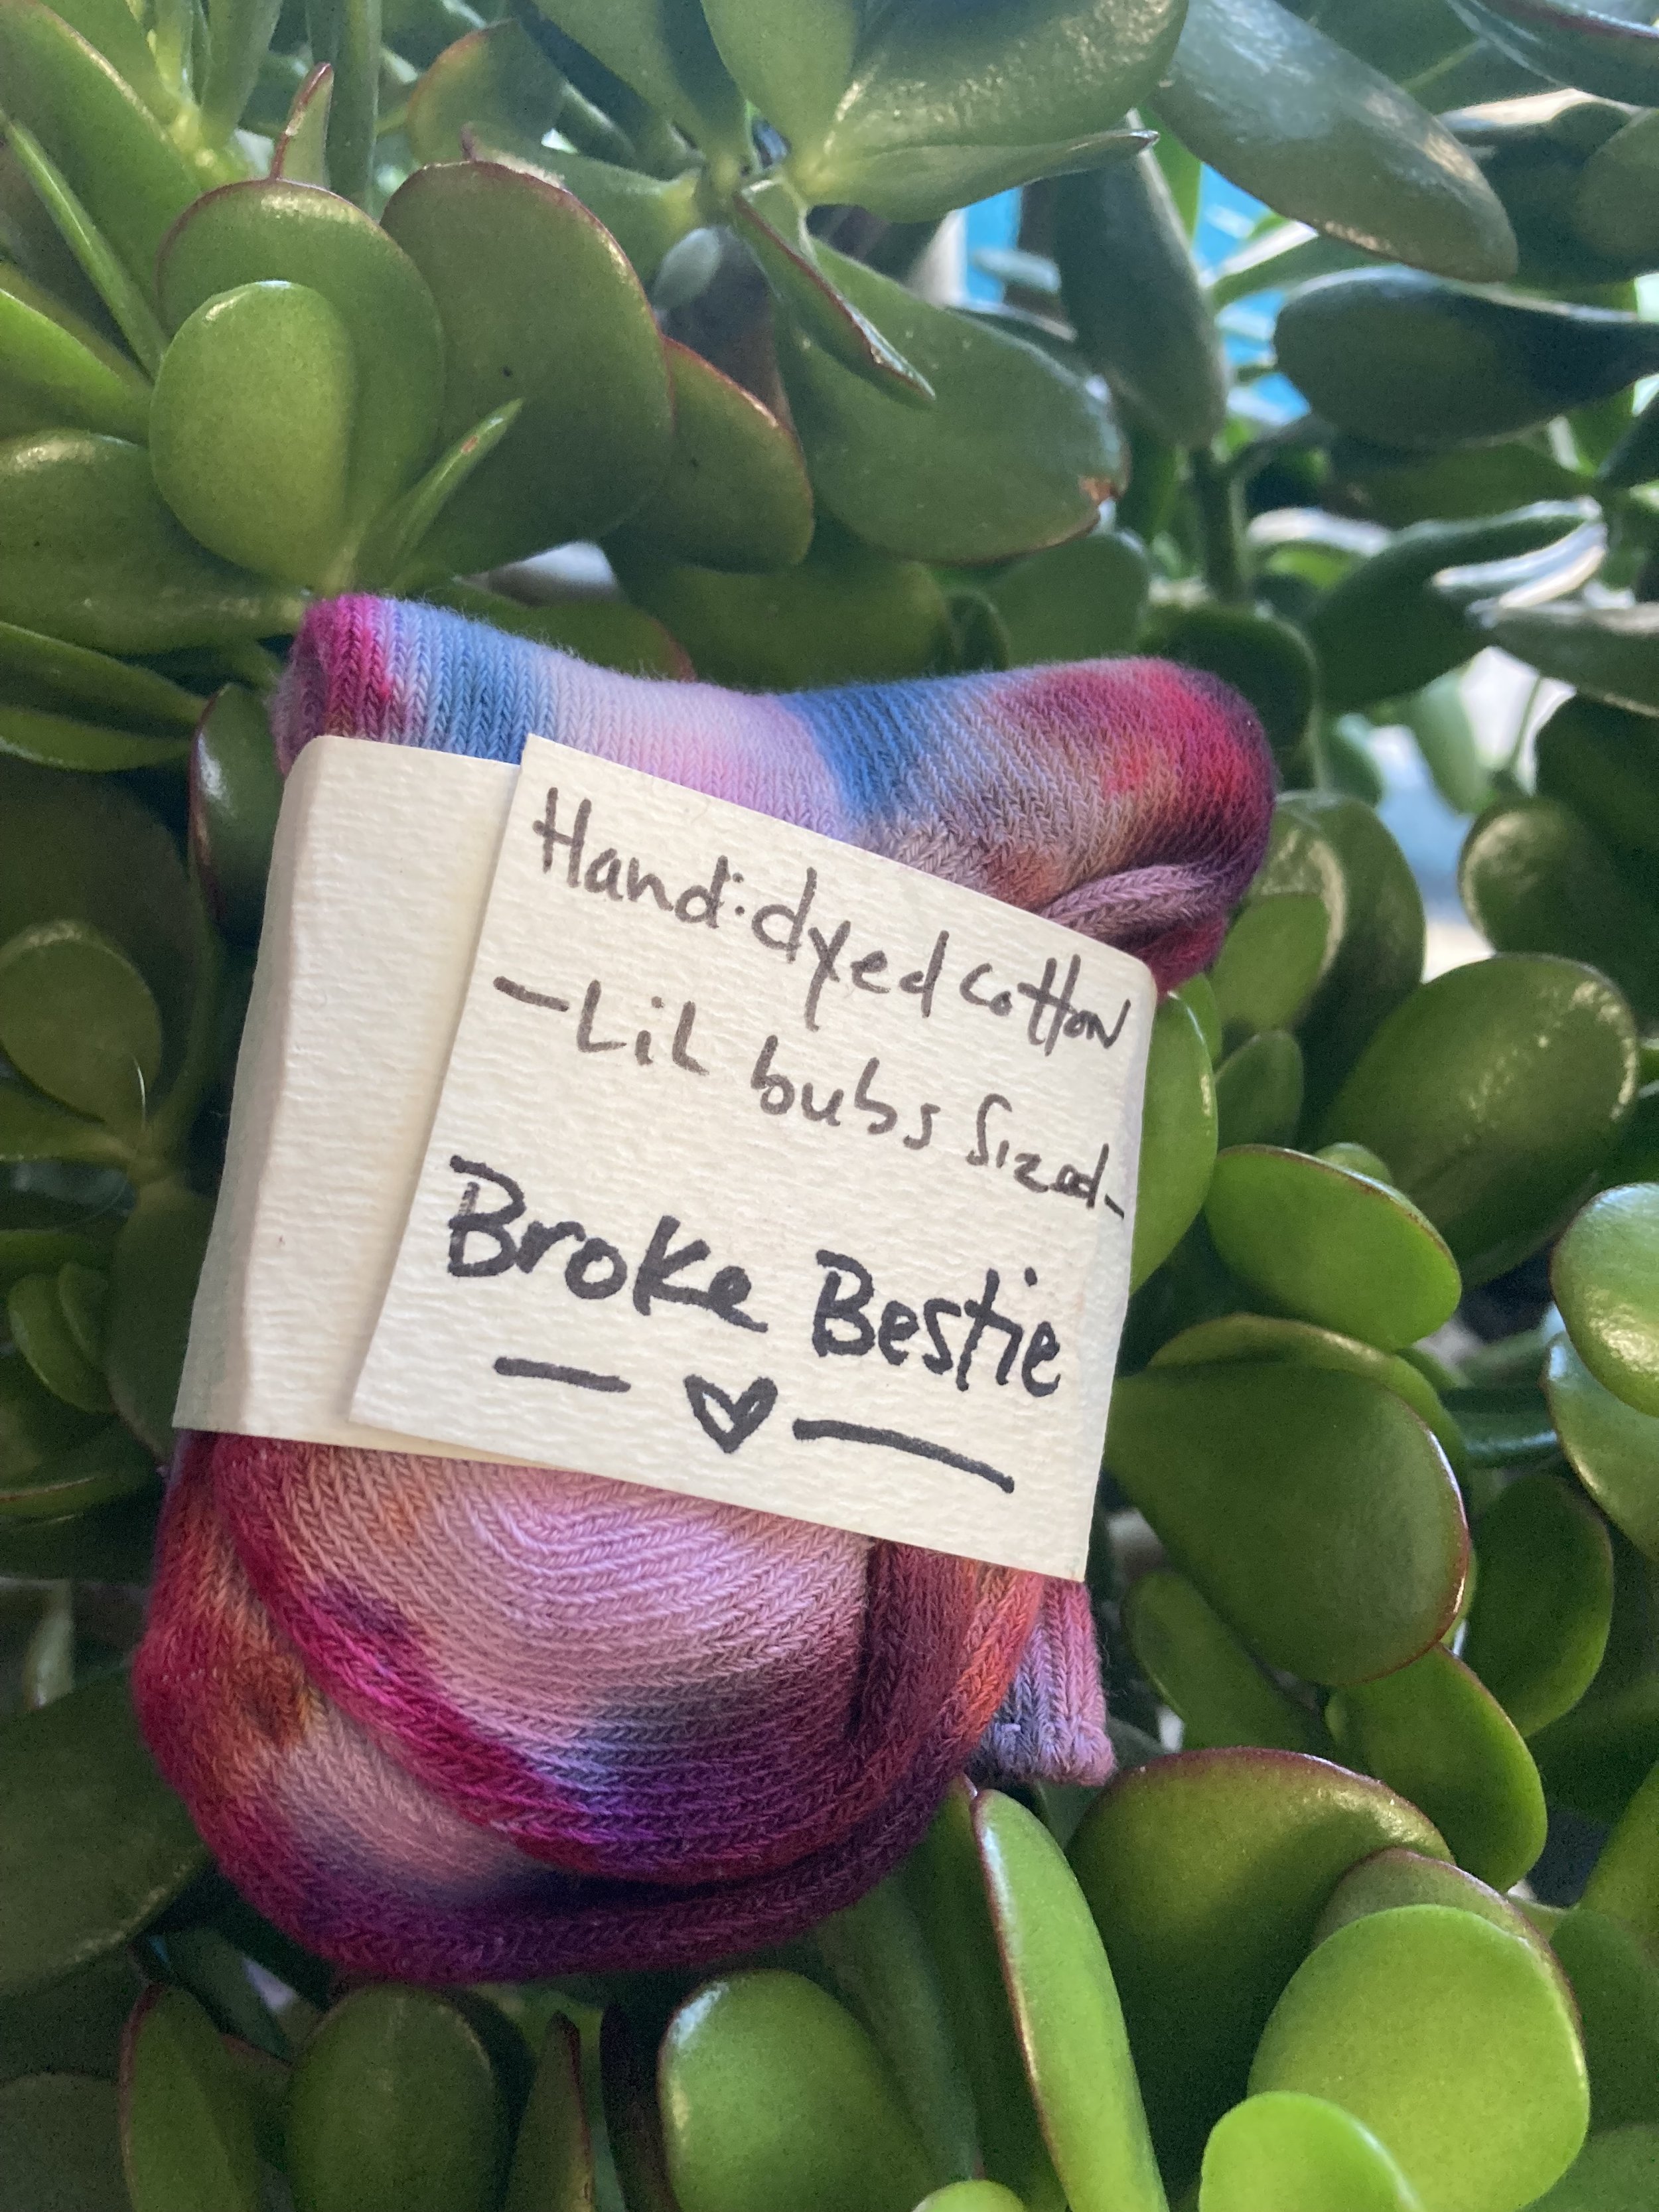 Hand:dyed cotton
-Lil bubs Sized-
Broke Bestie
— ♡ —